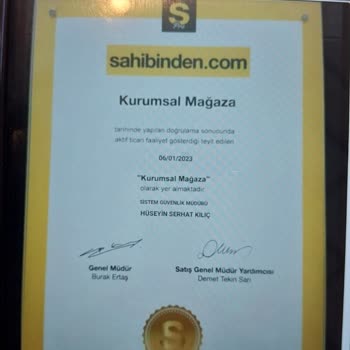 S
sahibinden.com
Kurumsal Mağaza
tarihinde yapılan doğrulama sonucunda
aktif ticari faaliyet gösterdiği teyit edilen
06/01/2023
"Kurumsal Mağaza"
olarak yer almaktadır.
SİSTEM GÜVENLİK MÜDÜRÜ
HÜSEYİN SERHAT KILIÇ
Genel Müdür
Burak Ertaş
Satış Genel Müdür Yardımcısı
Demet Tekin Sarı
S